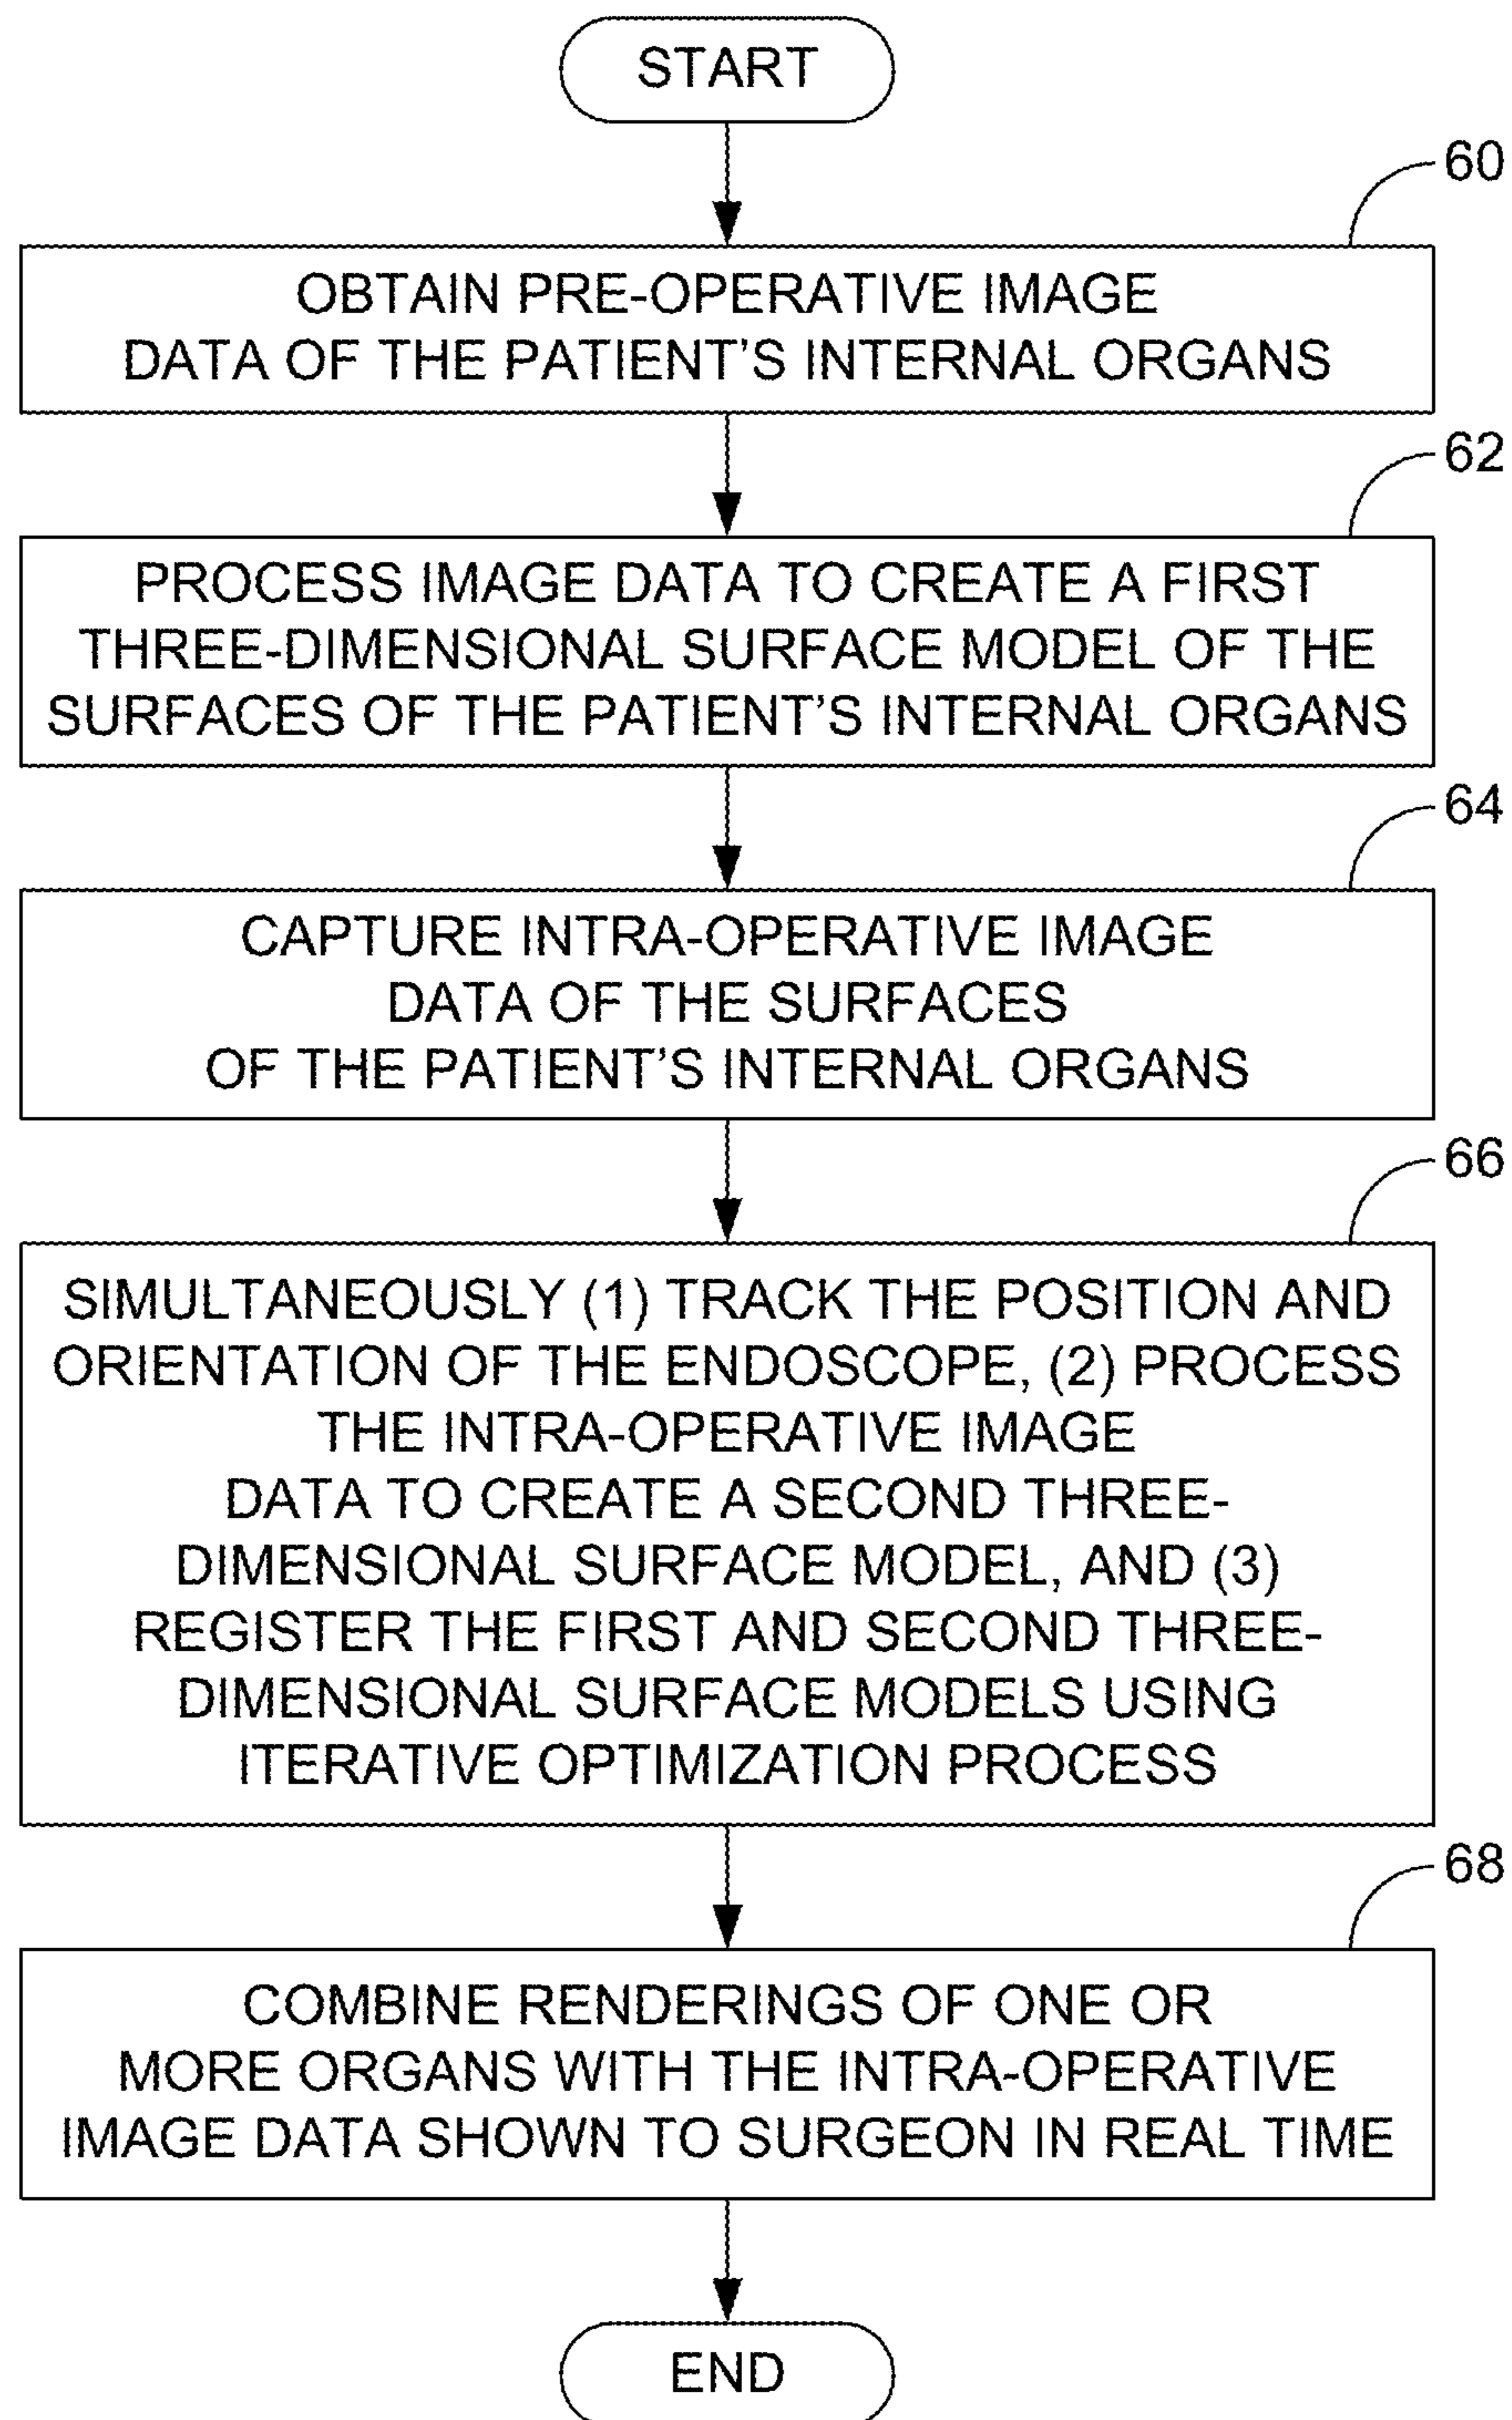 START
60
OBTAIN PRE-OPERATIVE IMAGE
DATA OF THE PATIENT'S INTERNAL ORGANS
62
PROCESS IMAGE DATA TO CREATE A FIRST
THREE-DIMENSIONAL SURFACE MODEL OF THE
SURFACES OF THE PATIENT'S INTERNAL ORGANS
64
CAPTURE INTRA-OPERATIVE IMAGE
DATA OF THE SURFACES
OF THE PATIENT'S INTERNAL ORGANS
66
SIMULTANEOUSLY (1) TRACK THE POSITION AND
ORIENTATION OF THE ENDOSCOPE, (2) PROCESS
THE INTRA-OPERATIVE IMAGE
DATA TO CREATE A SECOND THREE-
DIMENSIONAL SURFACE MODEL, AND (3)
REGISTER THE FIRST AND SECOND THREE-
DIMENSIONAL SURFACE MODELS USING
ITERATIVE OPTIMIZATION PROCESS
68
COMBINE RENDERINGS OF ONE OR
MORE ORGANS WITH THE INTRA-OPERATIVE
IMAGE DATA SHOWN TO SURGEON IN REAL TIME
END